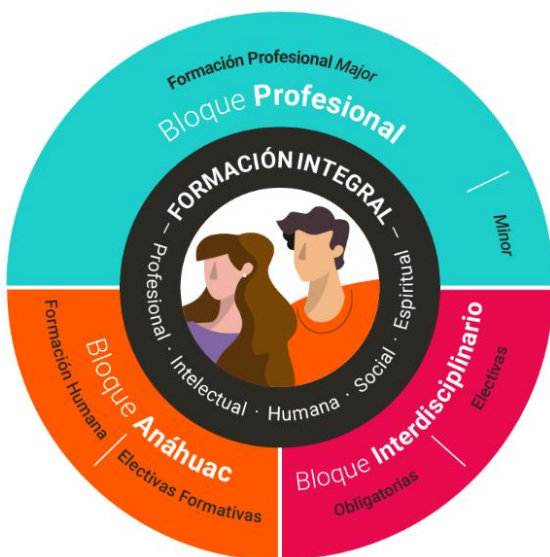 Formación Profesional Major
Bloque Profesional
Minor
– FORMACIÓN INTEGRAL –
Profesional · Intelectual · Humana · Social · Espiritual
Formación Humana
Bloque Anáhuac
Electivas Formativas
Bloque Interdisciplinario
Electivas
Obligatorias